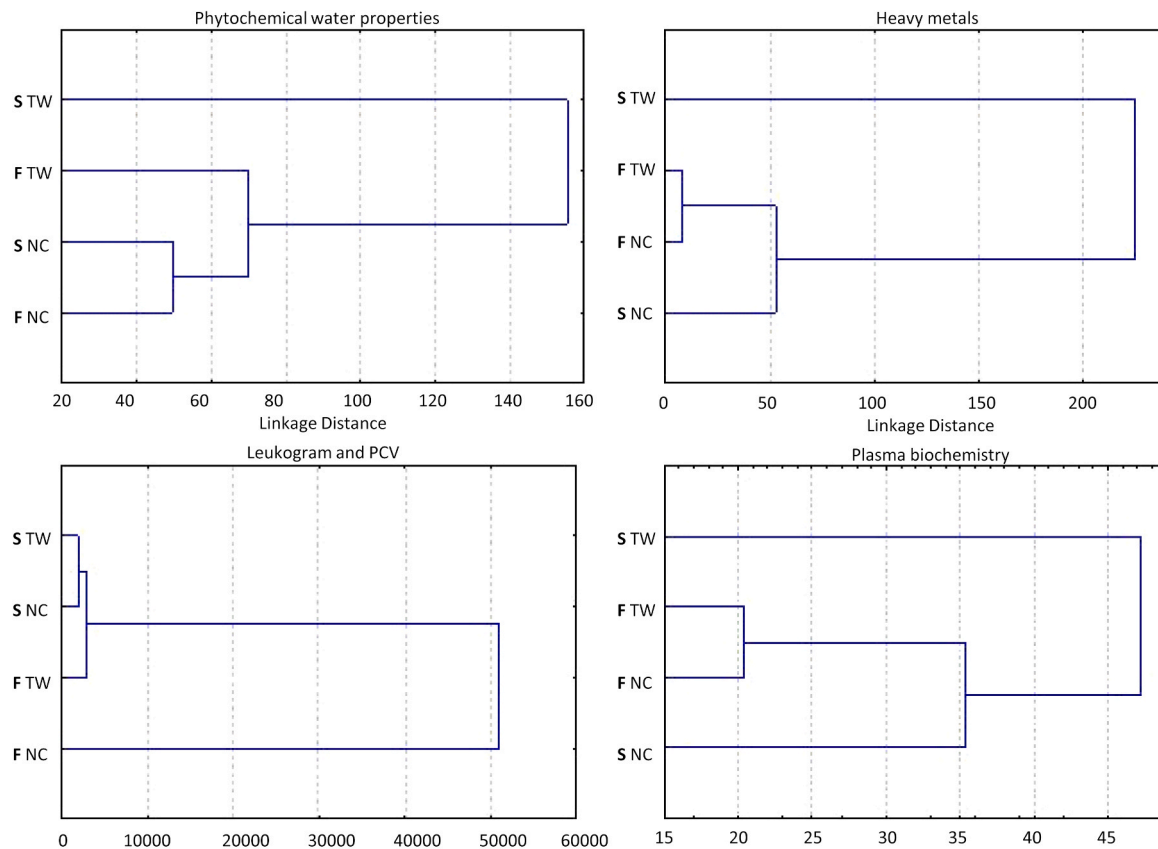 Phytochemical water properties
S TW
F TW
S NC
F NC
20 40 60 80 100 120 140 160
Linkage Distance
Heavy metals
S TW
F TW
F NC
S NC
0 50 100 150 200
Linkage Distance
Leukogram and PCV
S TW
S NC
F TW
F NC
0 10000 20000 30000 40000 50000 60000
Plasma biochemistry
S TW
F TW
F NC
S NC
15 20 25 30 35 40 45